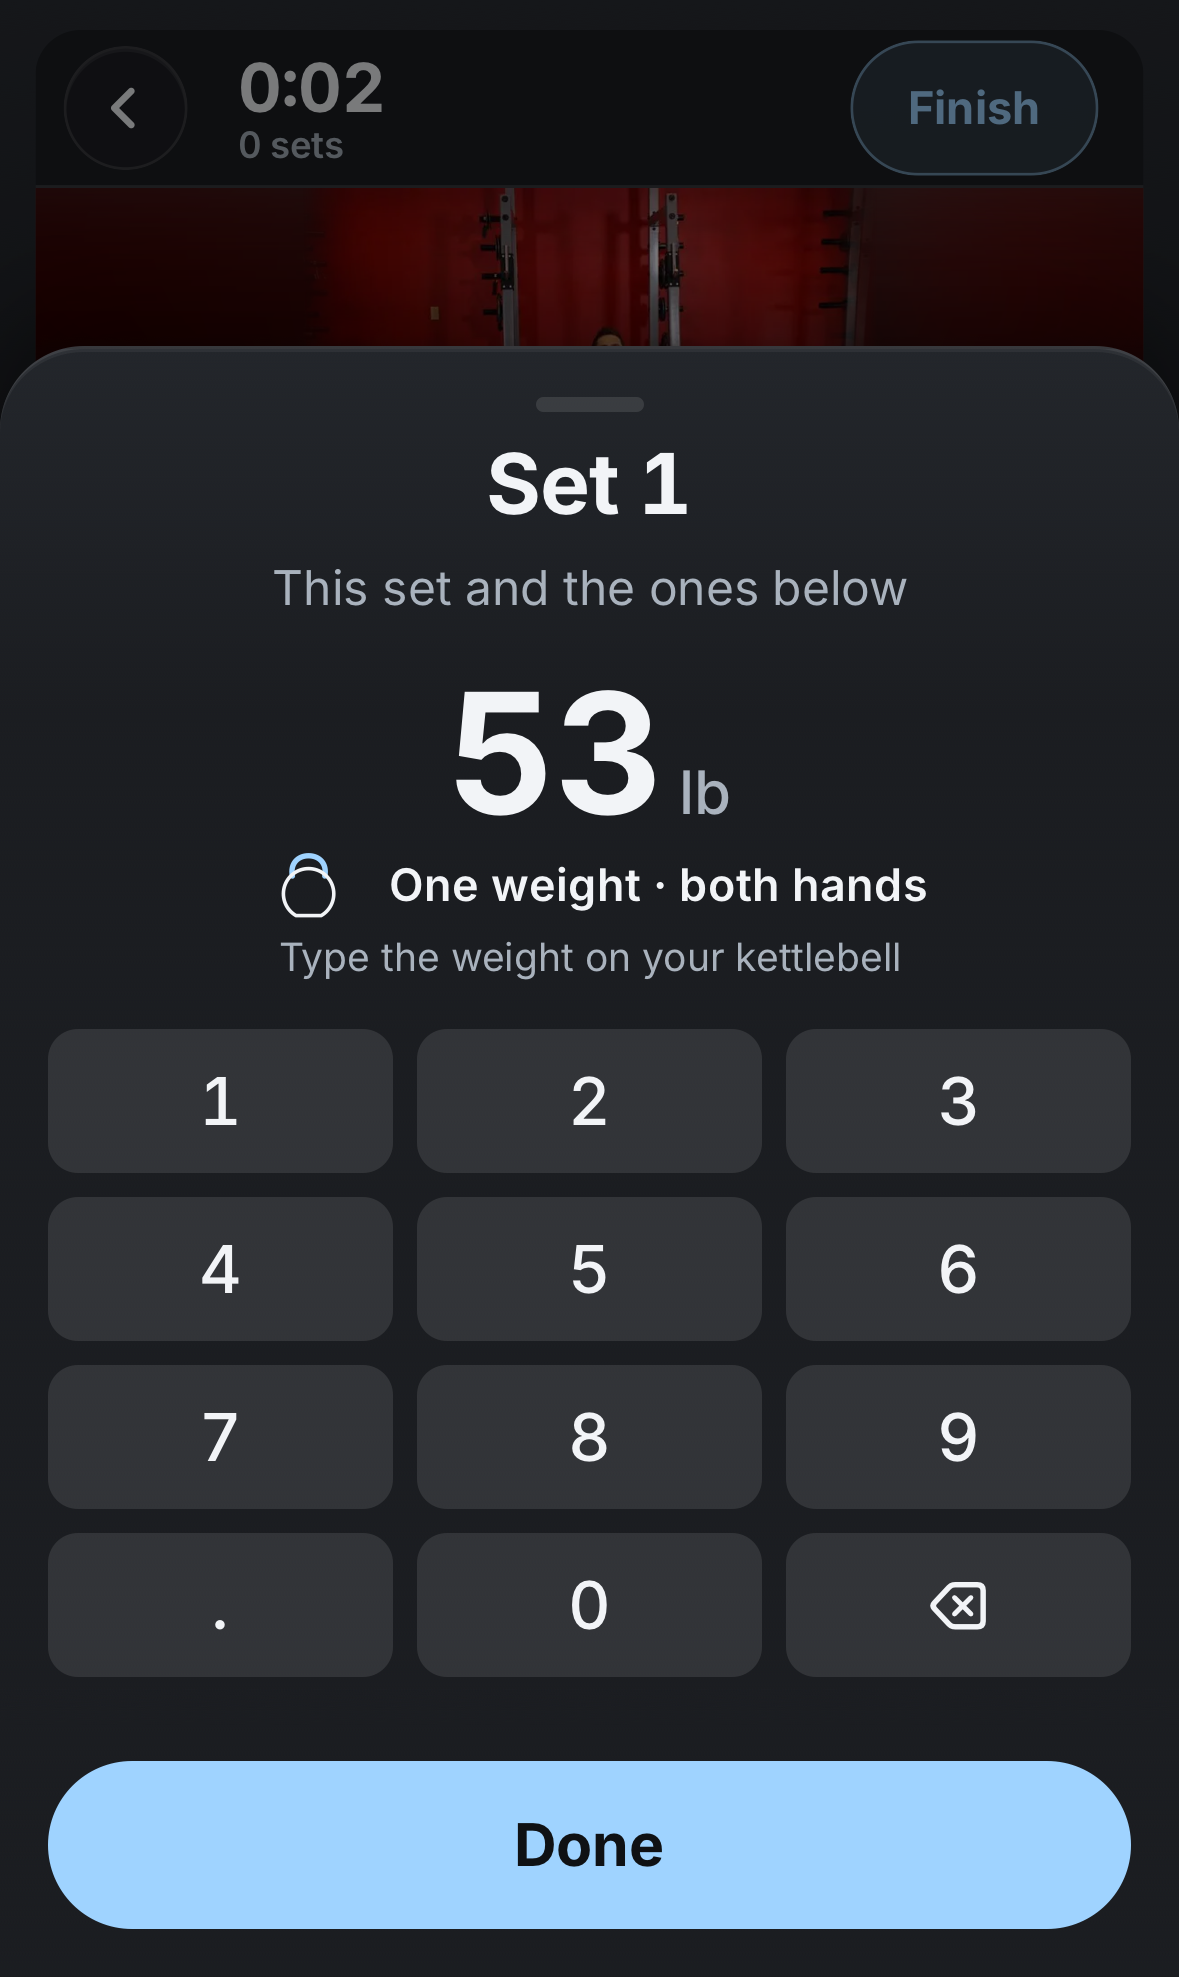 0:02
0 sets
Finish
Set 1
This set and the ones below
53 lb
One weight · both hands
Type the weight on your kettlebell
1 2 3
4 5 6
7 8 9
. 0
Done